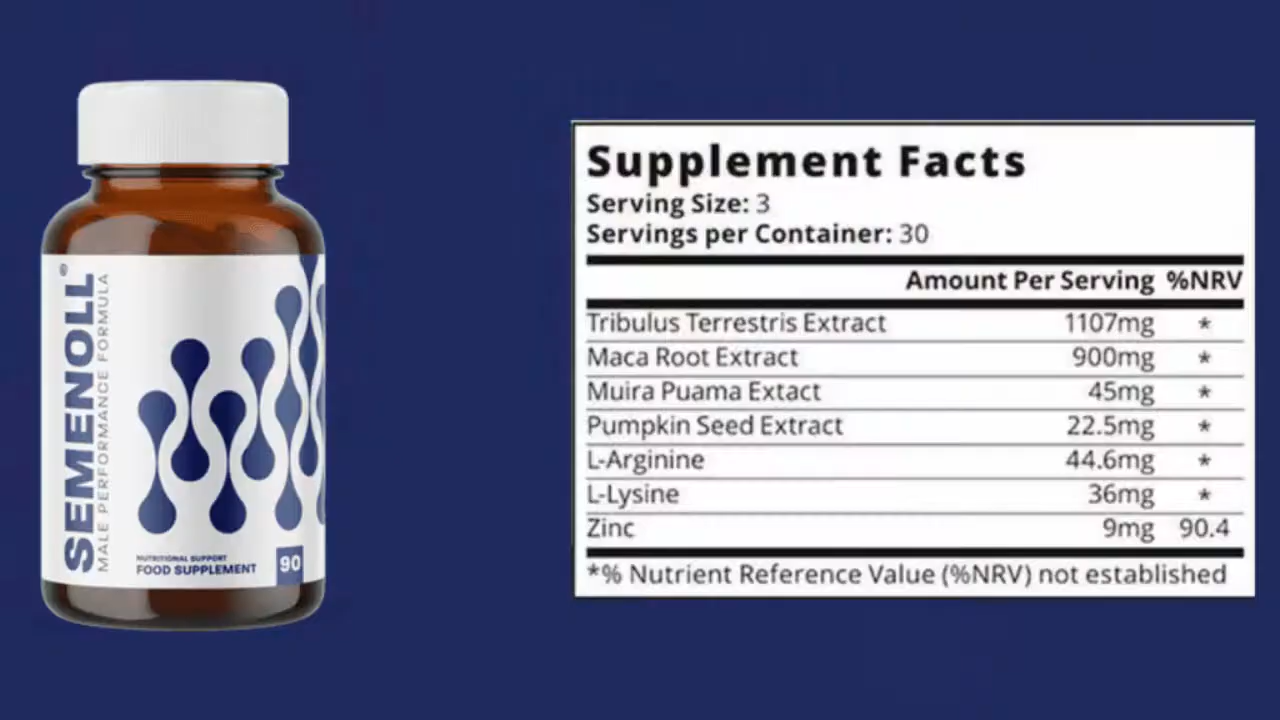 SEMENOLL®
MALE PERFORMANCE FORMULA
NUTRITIONAL SUPPORT
FOOD SUPPLEMENT
90
Supplement Facts
Serving Size: 3
Servings per Container: 30
Amount Per Serving %NRV
Tribulus Terrestris Extract 1107mg *
Maca Root Extract 900mg *
Muira Puama Extact 45mg *
Pumpkin Seed Extract 22.5mg *
L-Arginine 44.6mg *
L-Lysine 36mg *
Zinc 9mg 90.4
*% Nutrient Reference Value (%NRV) not established